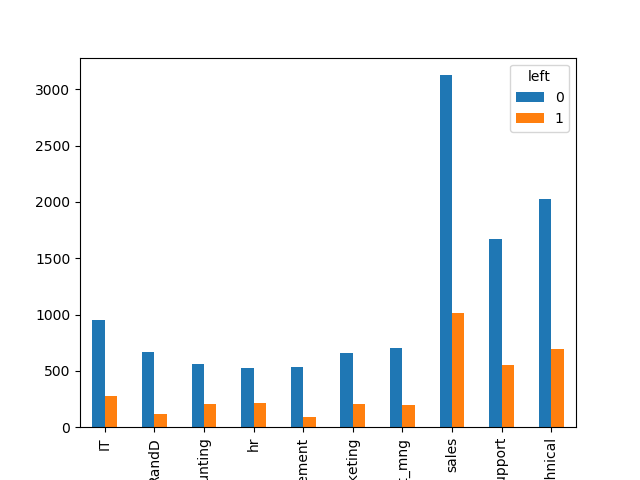 left
0
1
3000
2500
2000
1500
1000
500
0
IT
RandD
unting
hr
ement
keting
t_mng
sales
upport
hnical